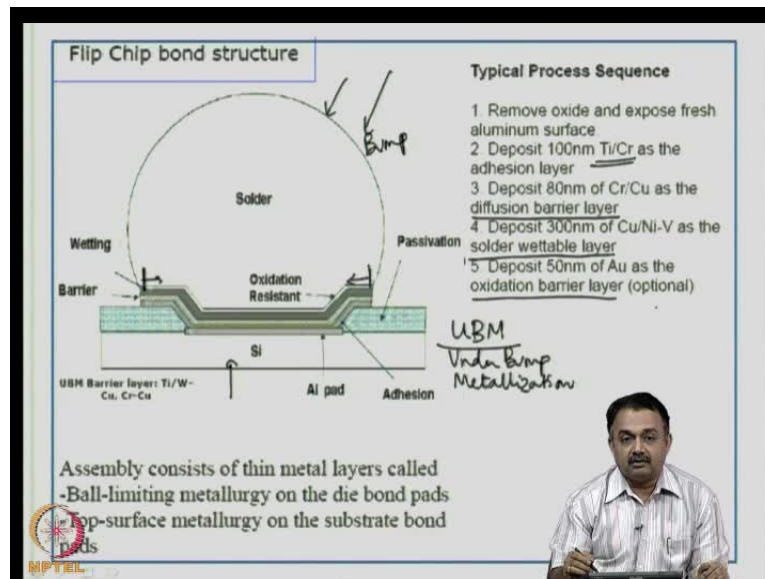 Flip Chip bond structure
Bump
Solder
Wetting
Passivation
Barrier
Oxidation
Resistant
Si
UBM Barrier layer: Ti/W-
Cu, Cr-Cu
Al pad
Adhesion
Typical Process Sequence
1. Remove oxide and expose fresh
aluminum surface
2. Deposit 100nm Ti/Cr as the
adhesion layer
3. Deposit 80nm of Cr/Cu as the
diffusion barrier layer
4. Deposit 300nm of Cu/Ni-V as the
solder wettable layer
5. Deposit 50nm of Au as the
oxidation barrier layer (optional)
UBM
Under Bump
Metallization
Assembly consists of thin metal layers called
-Ball-limiting metallurgy on the die bond pads
-Top-surface metallurgy on the substrate bond
pads
NPTEL